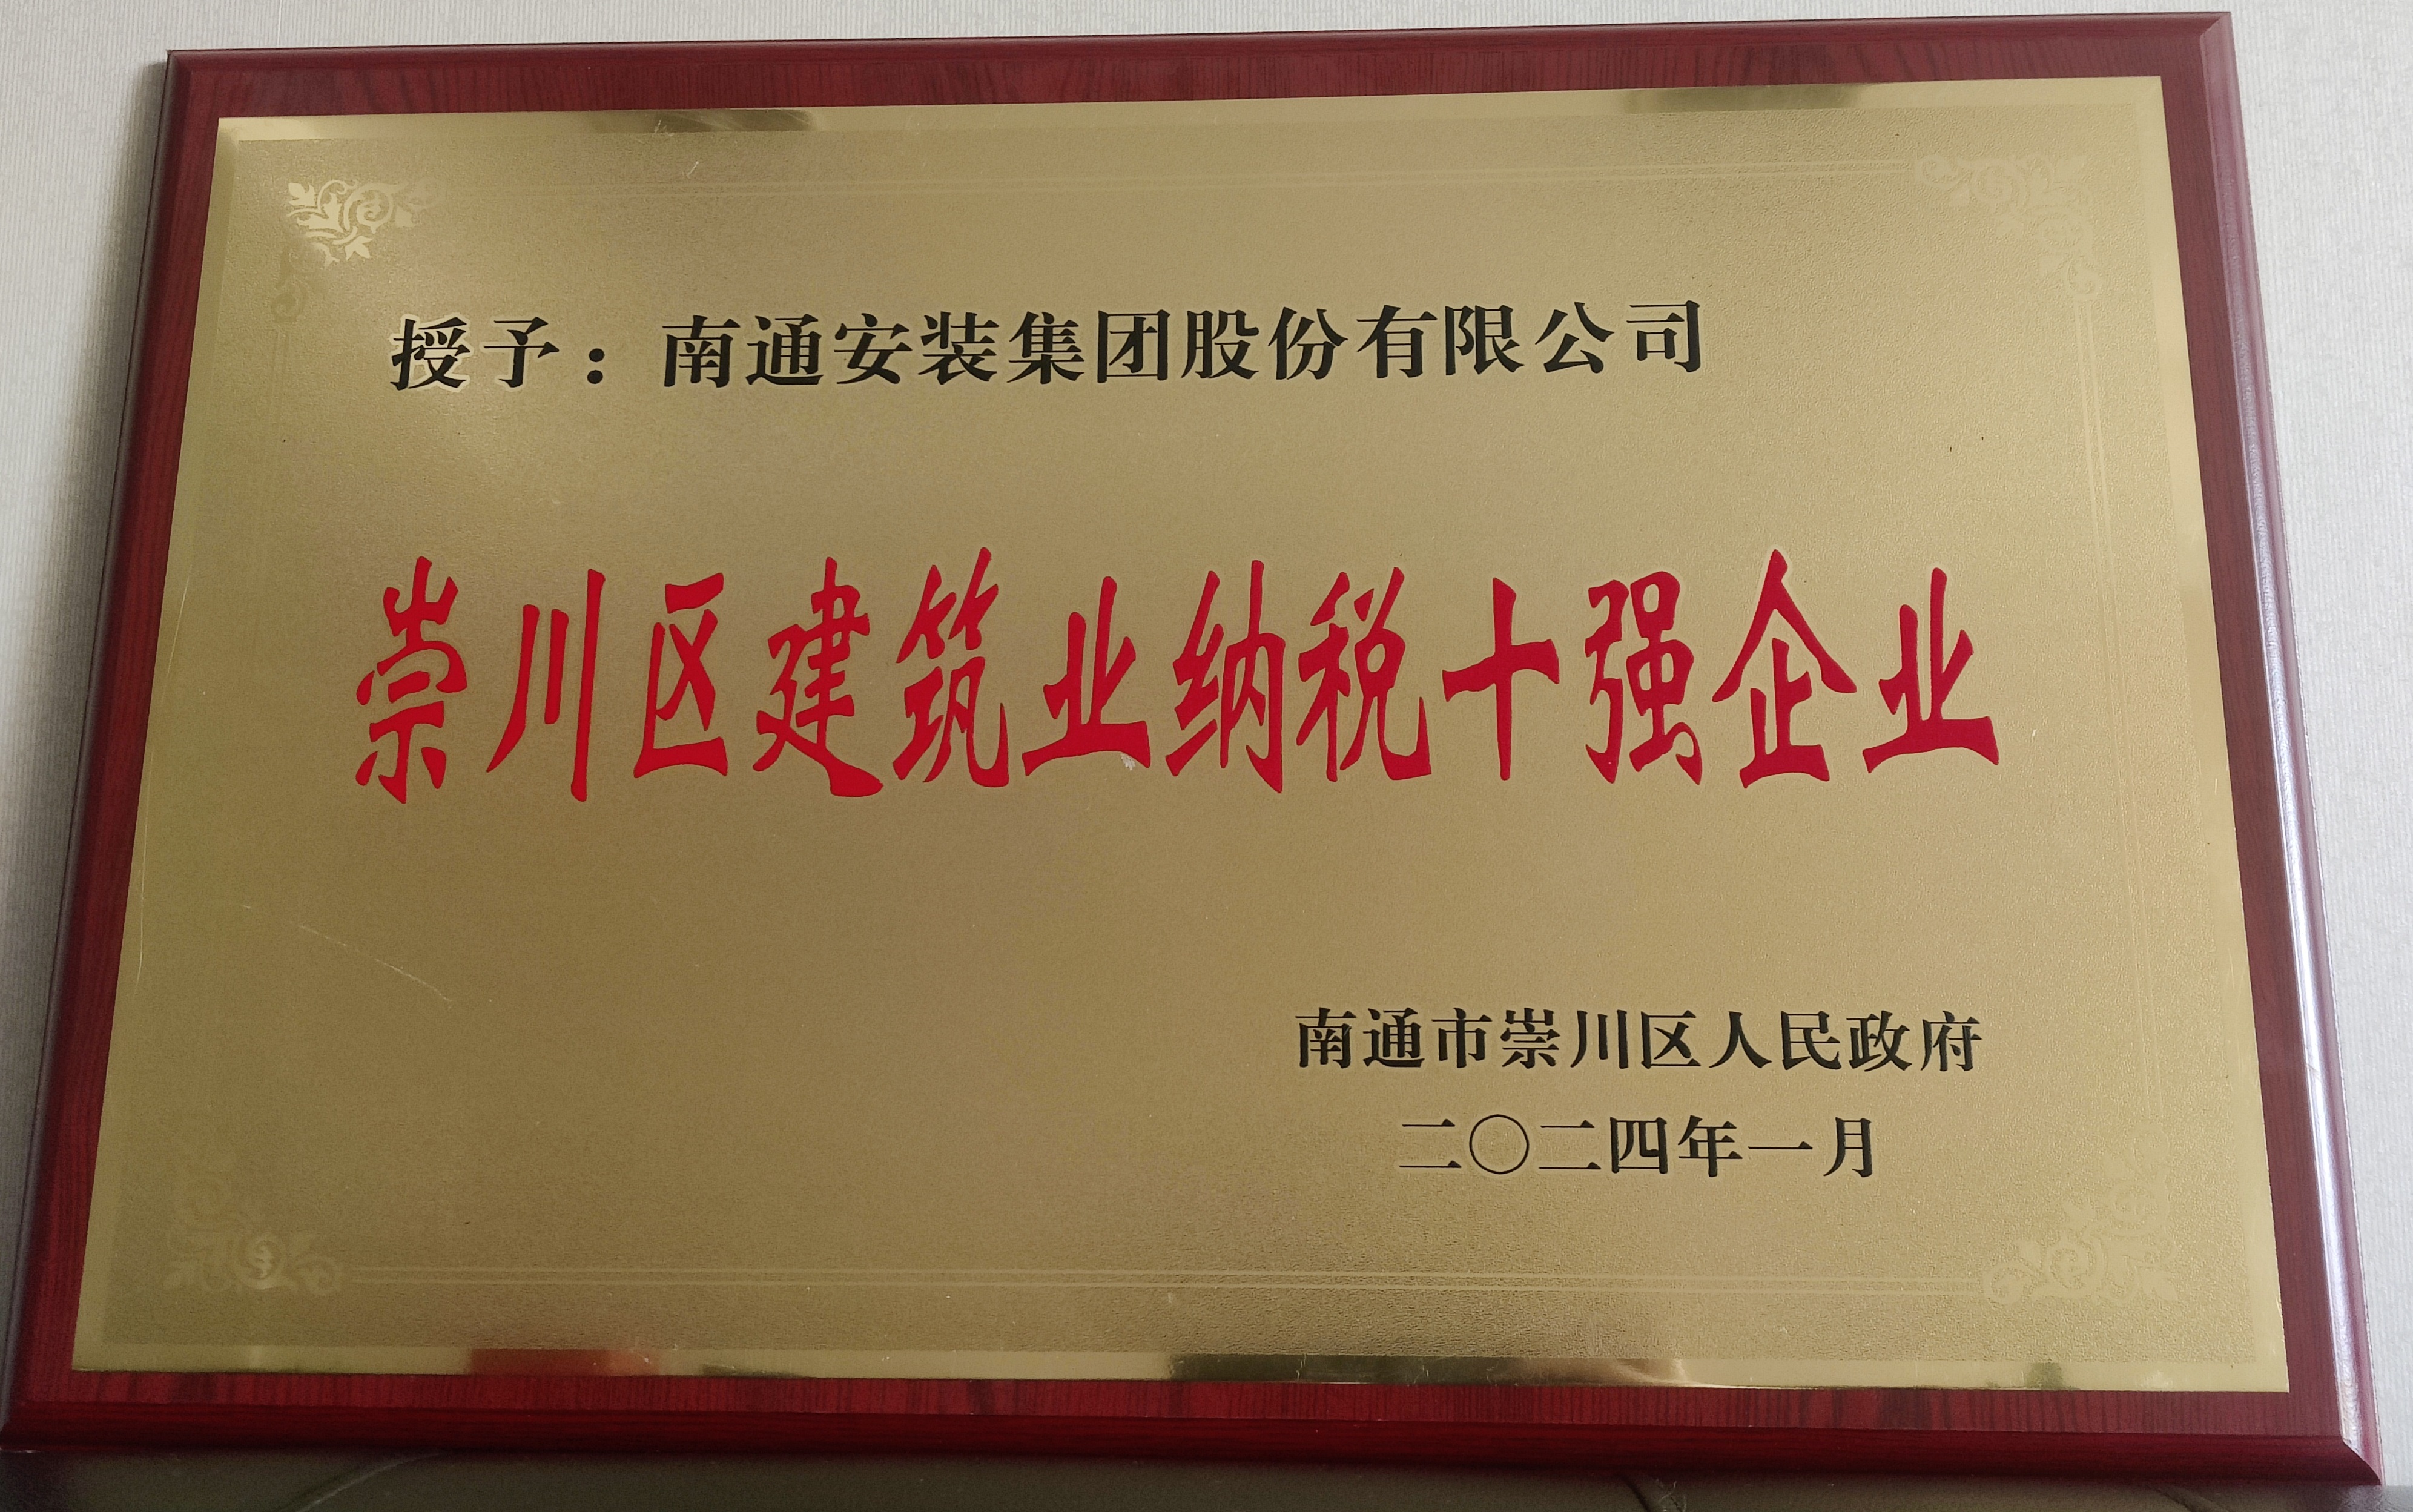 授予：南通安装集团股份有限公司
崇川区建筑业纳税十强企业
南通市崇川区人民政府
二〇二四年一月